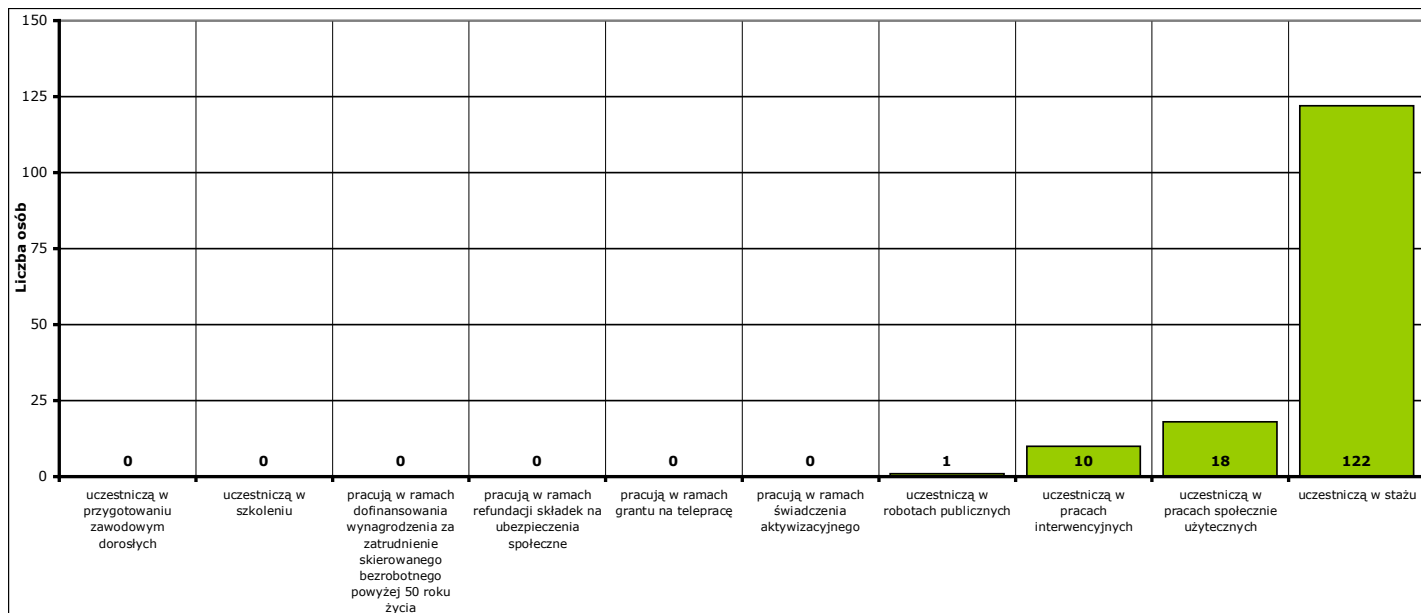 150
125
100
75
50
25
0
Liczba osób
0
0
0
0
0
0
1
10
18
122
uczestniczą w
przygotowaniu
zawodowym
dorosłych
uczestniczą w
szkoleniu
pracują w ramach
dofinansowania
wynagrodzenia za
zatrudnienie
skierowanego
bezrobotnego
powyżej 50 roku
życia
pracują w ramach
refundacji składek na
ubezpieczenia
społeczne
pracują w ramach
grantu na telepracę
pracują w ramach
świadczenia
aktywizacyjnego
uczestniczą w
robotach publicznych
uczestniczą w
pracach
interwencyjnych
uczestniczą w
pracach społecznie
użytecznych
uczestniczą w stażu